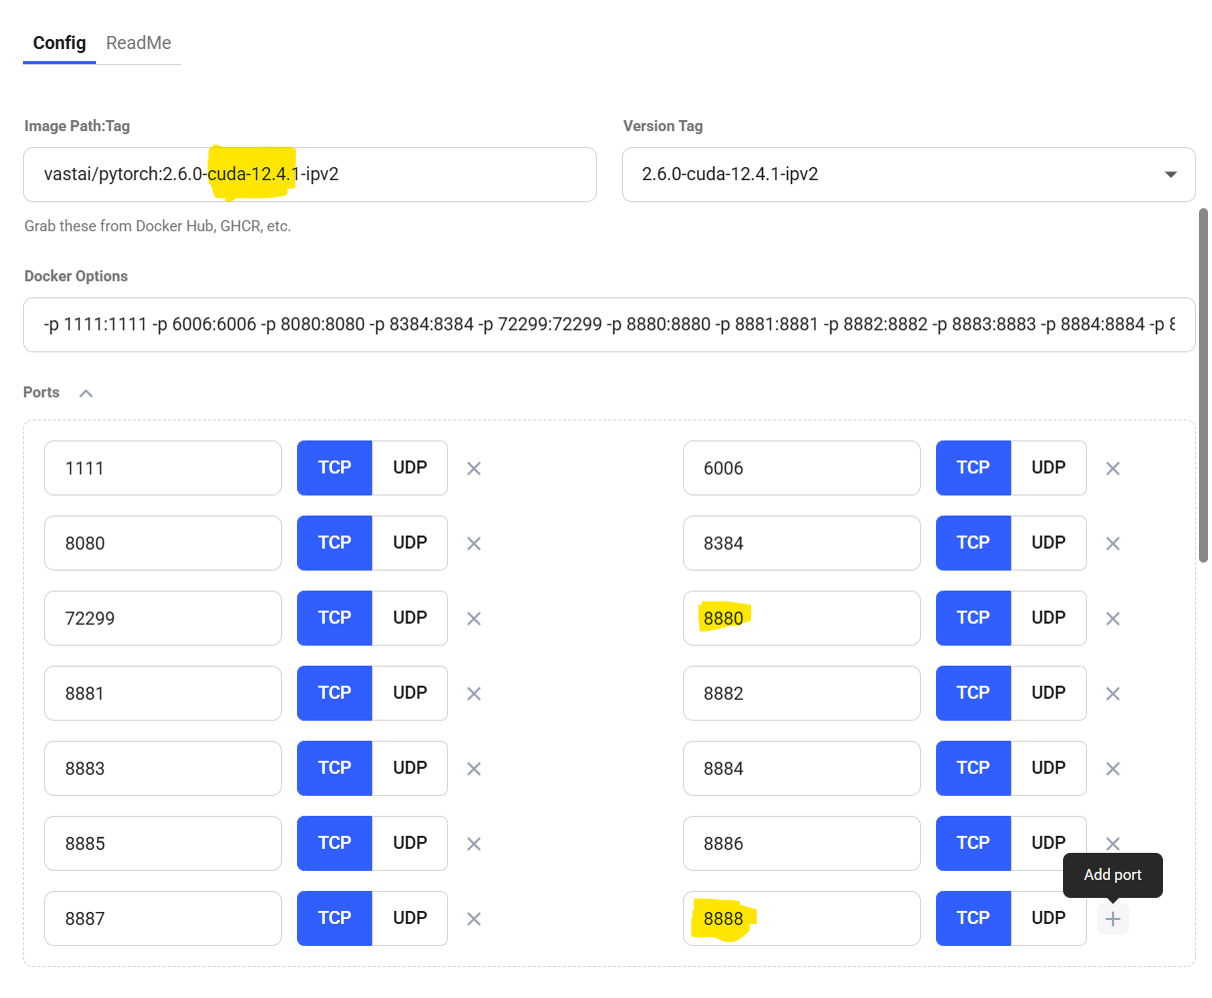 Config ReadMe
Image Path:Tag Version Tag
vastai/pytorch:2.6.0-cuda-12.4.1-ipv2 2.6.0-cuda-12.4.1-ipv2
Grab these from Docker Hub, GHCR, etc.
Docker Options
-p 1111:1111 -p 6006:6006 -p 8080:8080 -p 8384:8384 -p 72299:72299 -p 8880:8880 -p 8881:8881 -p 8882:8882 -p 8883:8883 -p 8884:8884 -p
Ports
1111 TCP UDP 6006 TCP UDP
8080 TCP UDP 8384 TCP UDP
72299 TCP UDP 8880 TCP UDP
8881 TCP UDP 8882 TCP UDP
8883 TCP UDP 8884 TCP UDP
8885 TCP UDP 8886 TCP UDP
Add port
8887 TCP UDP 8888 TCP UDP